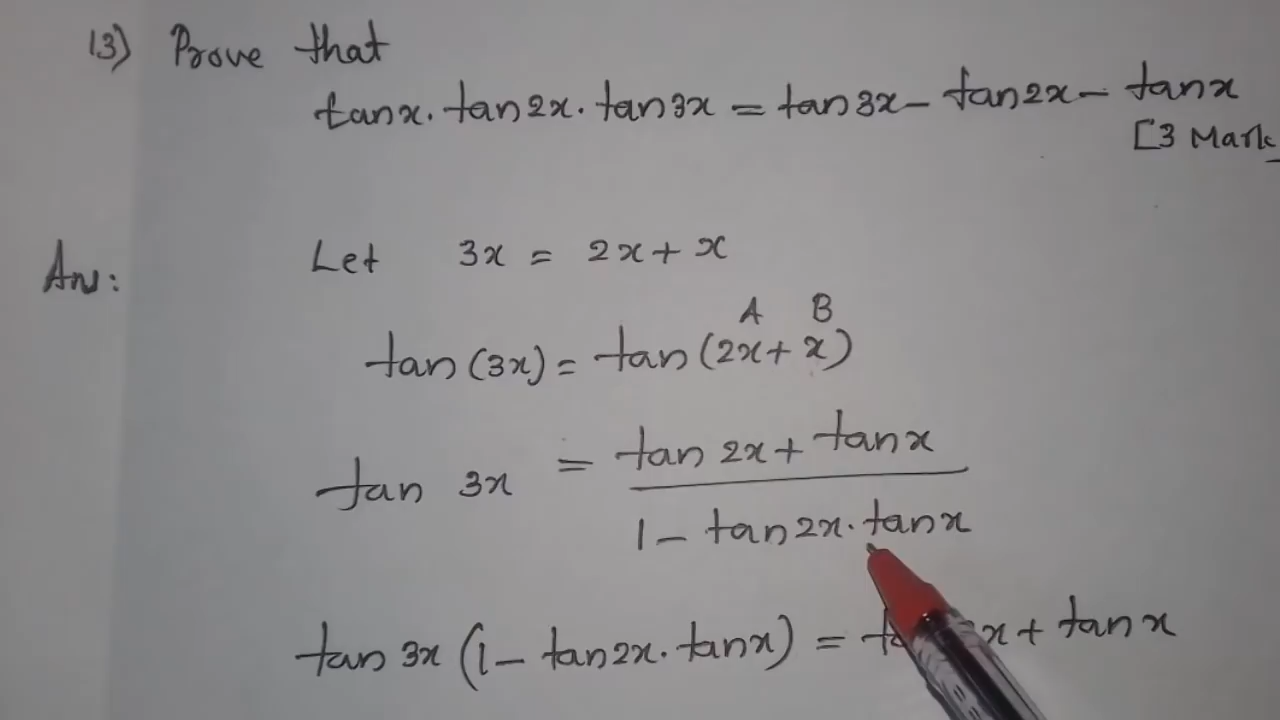 13) Prove that
tanx. tan2x. tan3x = tan3x - tan2x - tanx
[3 Mark
Ans: Let 3x = 2x + x
A B
tan(3x) = tan(2x + x)
tan 3x = tan 2x + tanx
1 - tan2x. tanx
tan 3x (1 - tan2x. tanx) = x + tanx